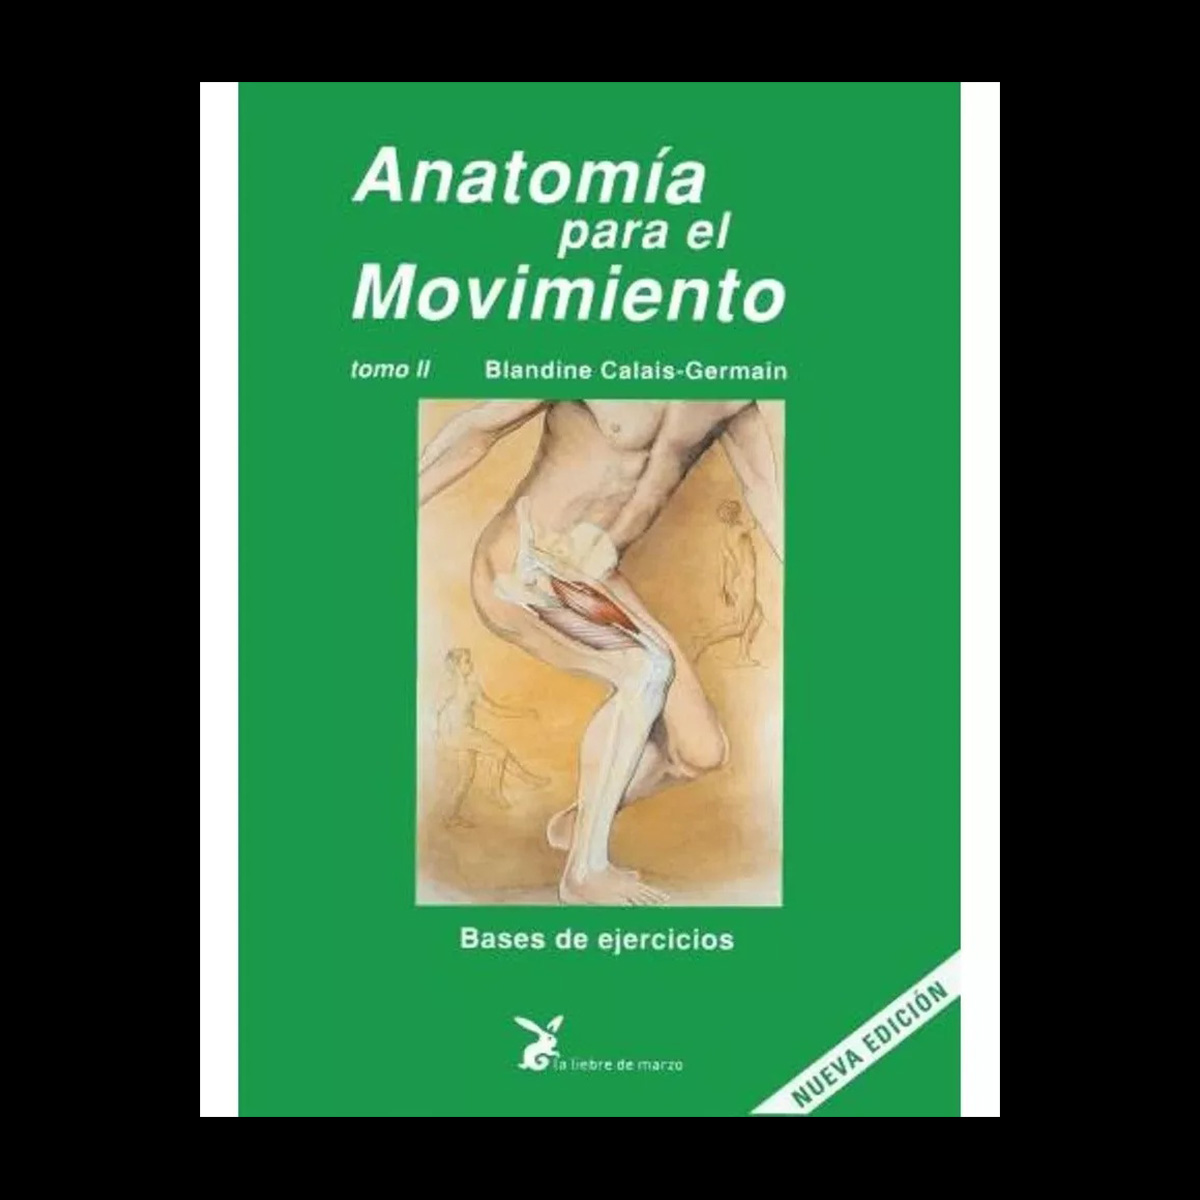 Anatomía
para el
Movimiento
tomo II Blandine Calais-Germain
Bases de ejercicios
la liebre de marzo
NUEVA EDICIÓN